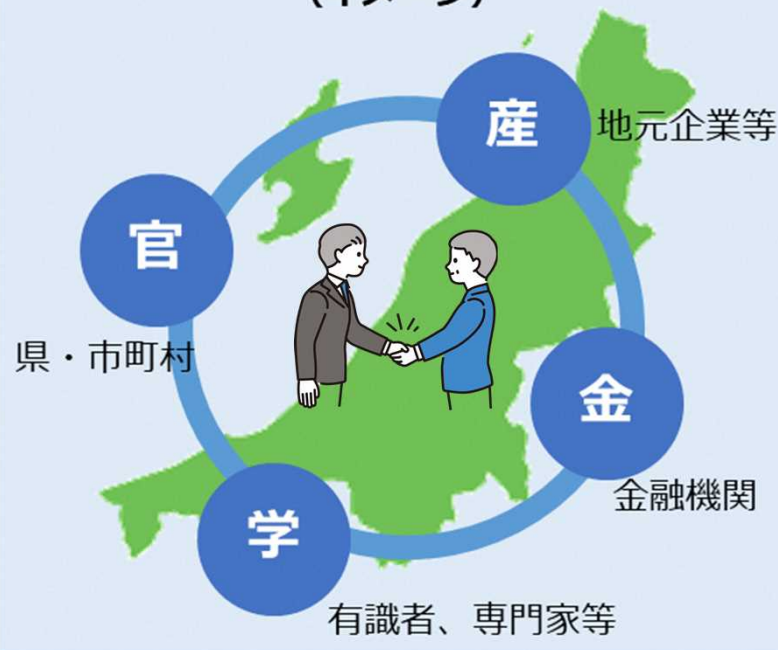 産
地元企業等
官
県・市町村
金
金融機関
学
有識者、専門家等